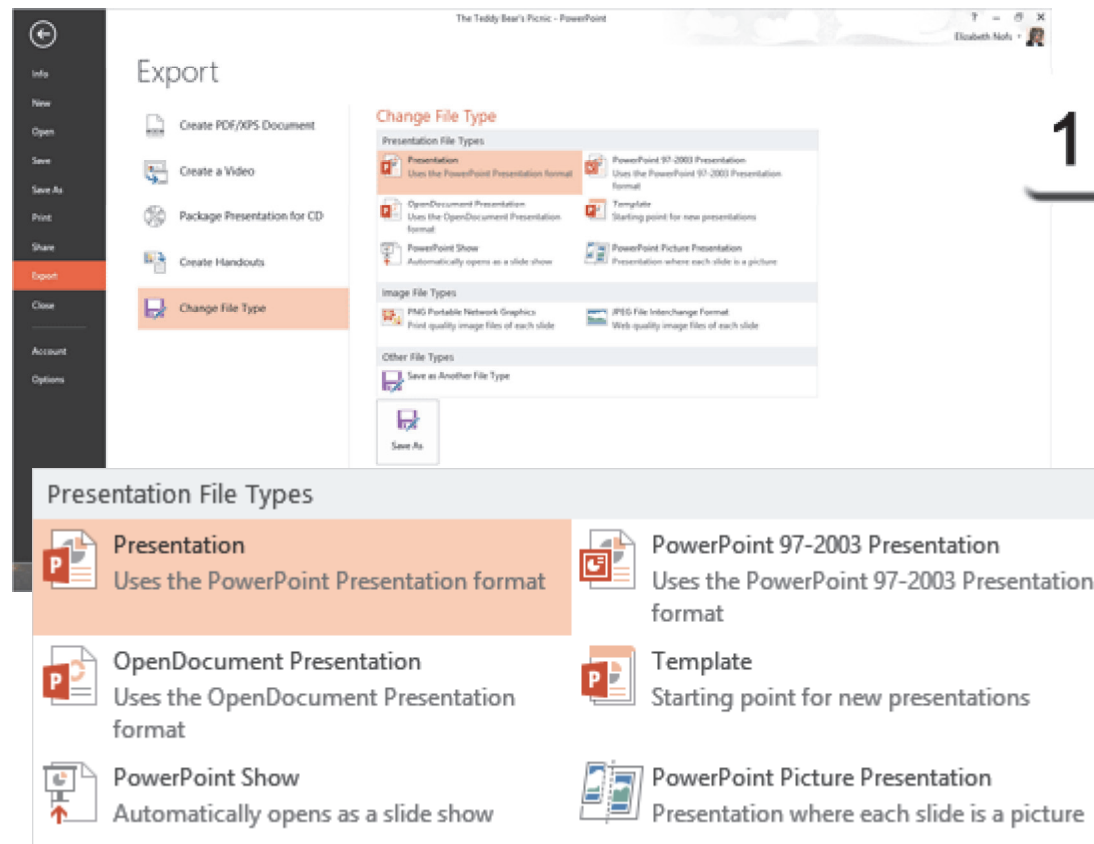 The Teddy Bear's Picnic - PowerPoint
?
Elizabeth Nofs
Info
New
Open
Save
Save As
Print
Share
Export
Close
Account
Options
Export
Create PDF/XPS Document
Create a Video
Package Presentation for CD
Create Handouts
Change File Type
Change File Type
Presentation File Types
Presentation
Uses the PowerPoint Presentation format
PowerPoint 97-2003 Presentation
Uses the PowerPoint 97-2003 Presentation
format
OpenDocument Presentation
Uses the OpenDocument Presentation
format
Template
Starting point for new presentations
PowerPoint Show
Automatically opens as a slide show
PowerPoint Picture Presentation
Presentation where each slide is a picture
Image File Types
PNG Portable Network Graphics
Print quality image files of each slide
JPEG File Interchange Format
Web quality image files of each slide
Other File Types
Save as Another File Type
Save As
1
Presentation File Types
Presentation
Uses the PowerPoint Presentation format
PowerPoint 97-2003 Presentation
Uses the PowerPoint 97-2003 Presentation
format
OpenDocument Presentation
Uses the OpenDocument Presentation
format
Template
Starting point for new presentations
PowerPoint Show
Automatically opens as a slide show
PowerPoint Picture Presentation
Presentation where each slide is a picture